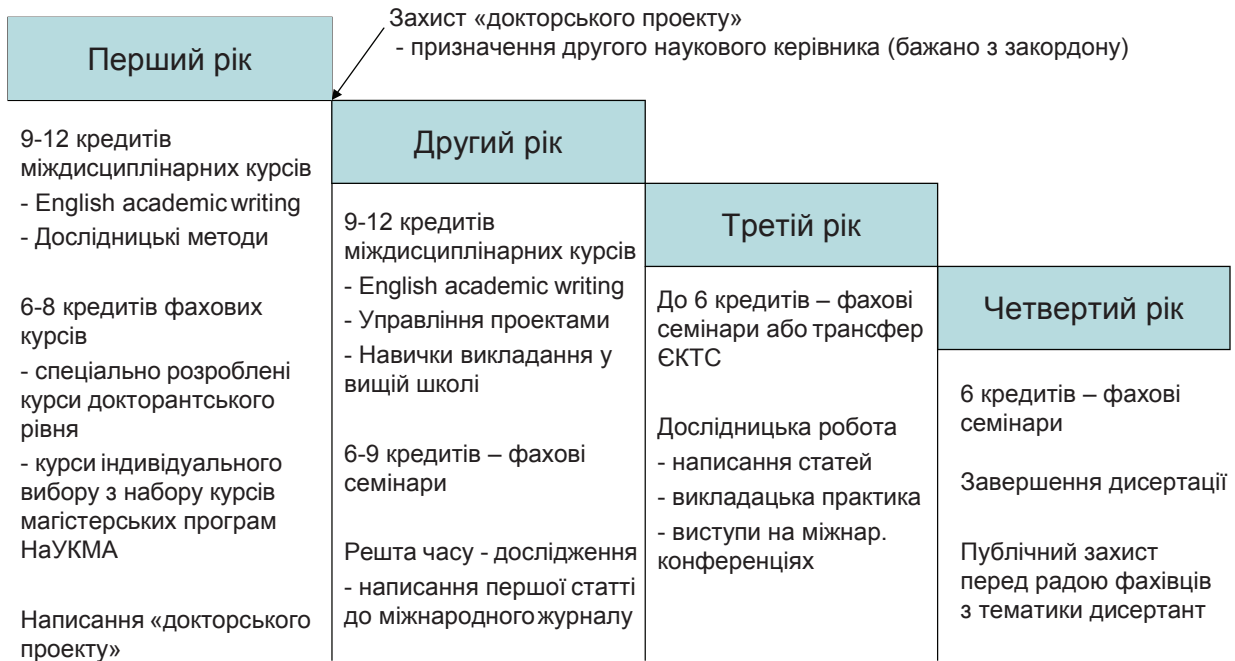 Захист «докторського проекту»
- призначення другого наукового керівника (бажано з закордону)
Перший рік
9-12 кредитів
міждисциплінарних курсів
- English academic writing
- Дослідницькі методи
6-8 кредитів фахових
курсів
- спеціально розроблені
курси докторантського
рівня
- курси індивідуального
вибору з набору курсів
магістерських програм
НаУКМА
Написання «докторського
проекту»
Другий рік
9-12 кредитів
міждисциплінарних курсів
- English academic writing
- Управління проектами
- Навички викладання у
вищій школі
6-9 кредитів – фахові
семінари
Решта часу - дослідження
- написання першої статті
до міжнародного журналу
Третій рік
До 6 кредитів – фахові
семінари або трансфер
ЄКТС
Дослідницька робота
- написання статей
- викладацька практика
- виступи на міжнар.
конференціях
Четвертий рік
6 кредитів – фахові
семінари
Завершення дисертації
Публічний захист
перед радою фахівців
з тематики дисертант